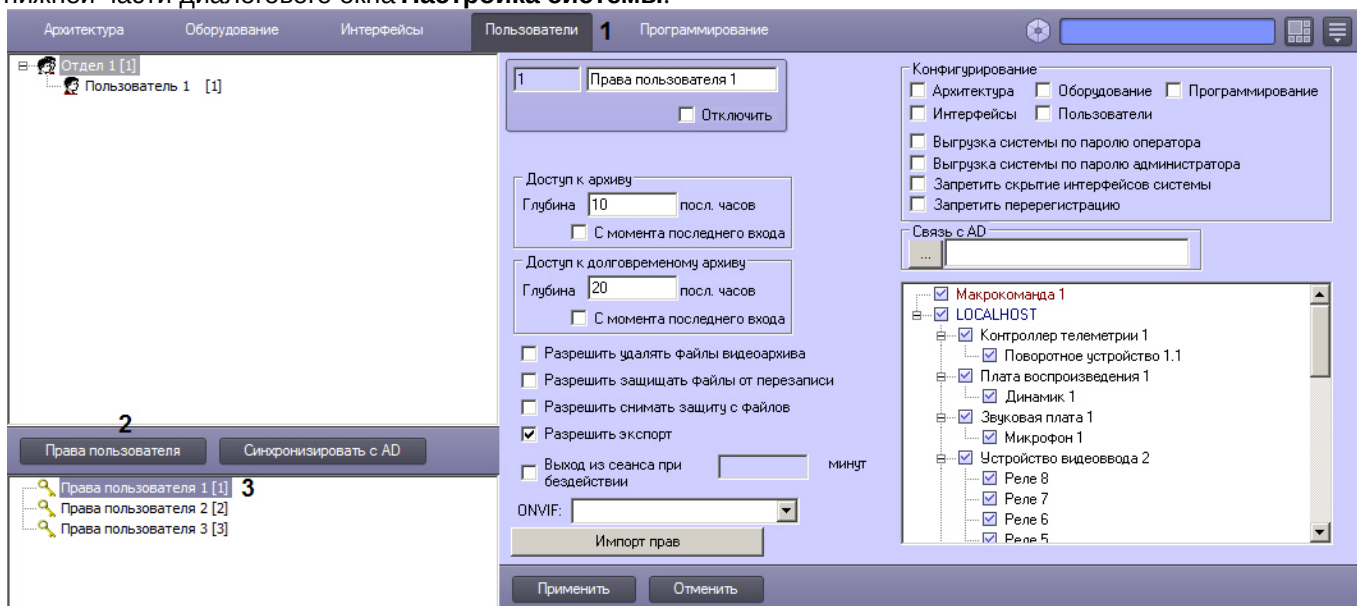 нижней части диалогового окна Настройка системы.
Архитектура Оборудование Интерфейсы Пользователи 1 Программирование
Отдел 1 [1]
Пользователь 1 [1]
2
Права пользователя Синхронизировать с AD
Права пользователя 1 [1] 3
Права пользователя 2 [2]
Права пользователя 3 [3]
1 Права пользователя 1
Отключить
Доступ к архиву
Глубина 10 посл. часов
С момента последнего входа
Доступ к долговременому архиву
Глубина 20 посл. часов
С момента последнего входа
Разрешить удалять файлы видеоархива
Разрешить защищать файлы от перезаписи
Разрешить снимать защиту с файлов
Разрешить экспорт
Выход из сеанса при бездействии минут
ONVIF:
Импорт прав
Применить Отменить
Конфигурирование
Архитектура Оборудование Программирование
Интерфейсы Пользователи
Выгрузка системы по паролю оператора
Выгрузка системы по паролю администратора
Запретить скрытие интерфейсов системы
Запретить перерегистрацию
Связь с AD
...
Макрокоманда 1
LOCALHOST
Контроллер телеметрии 1
Поворотное устройство 1.1
Плата воспроизведения 1
Динамик 1
Звуковая плата 1
Микрофон 1
Устройство видеоввода 2
Реле 8
Реле 7
Реле 6
Реле 5